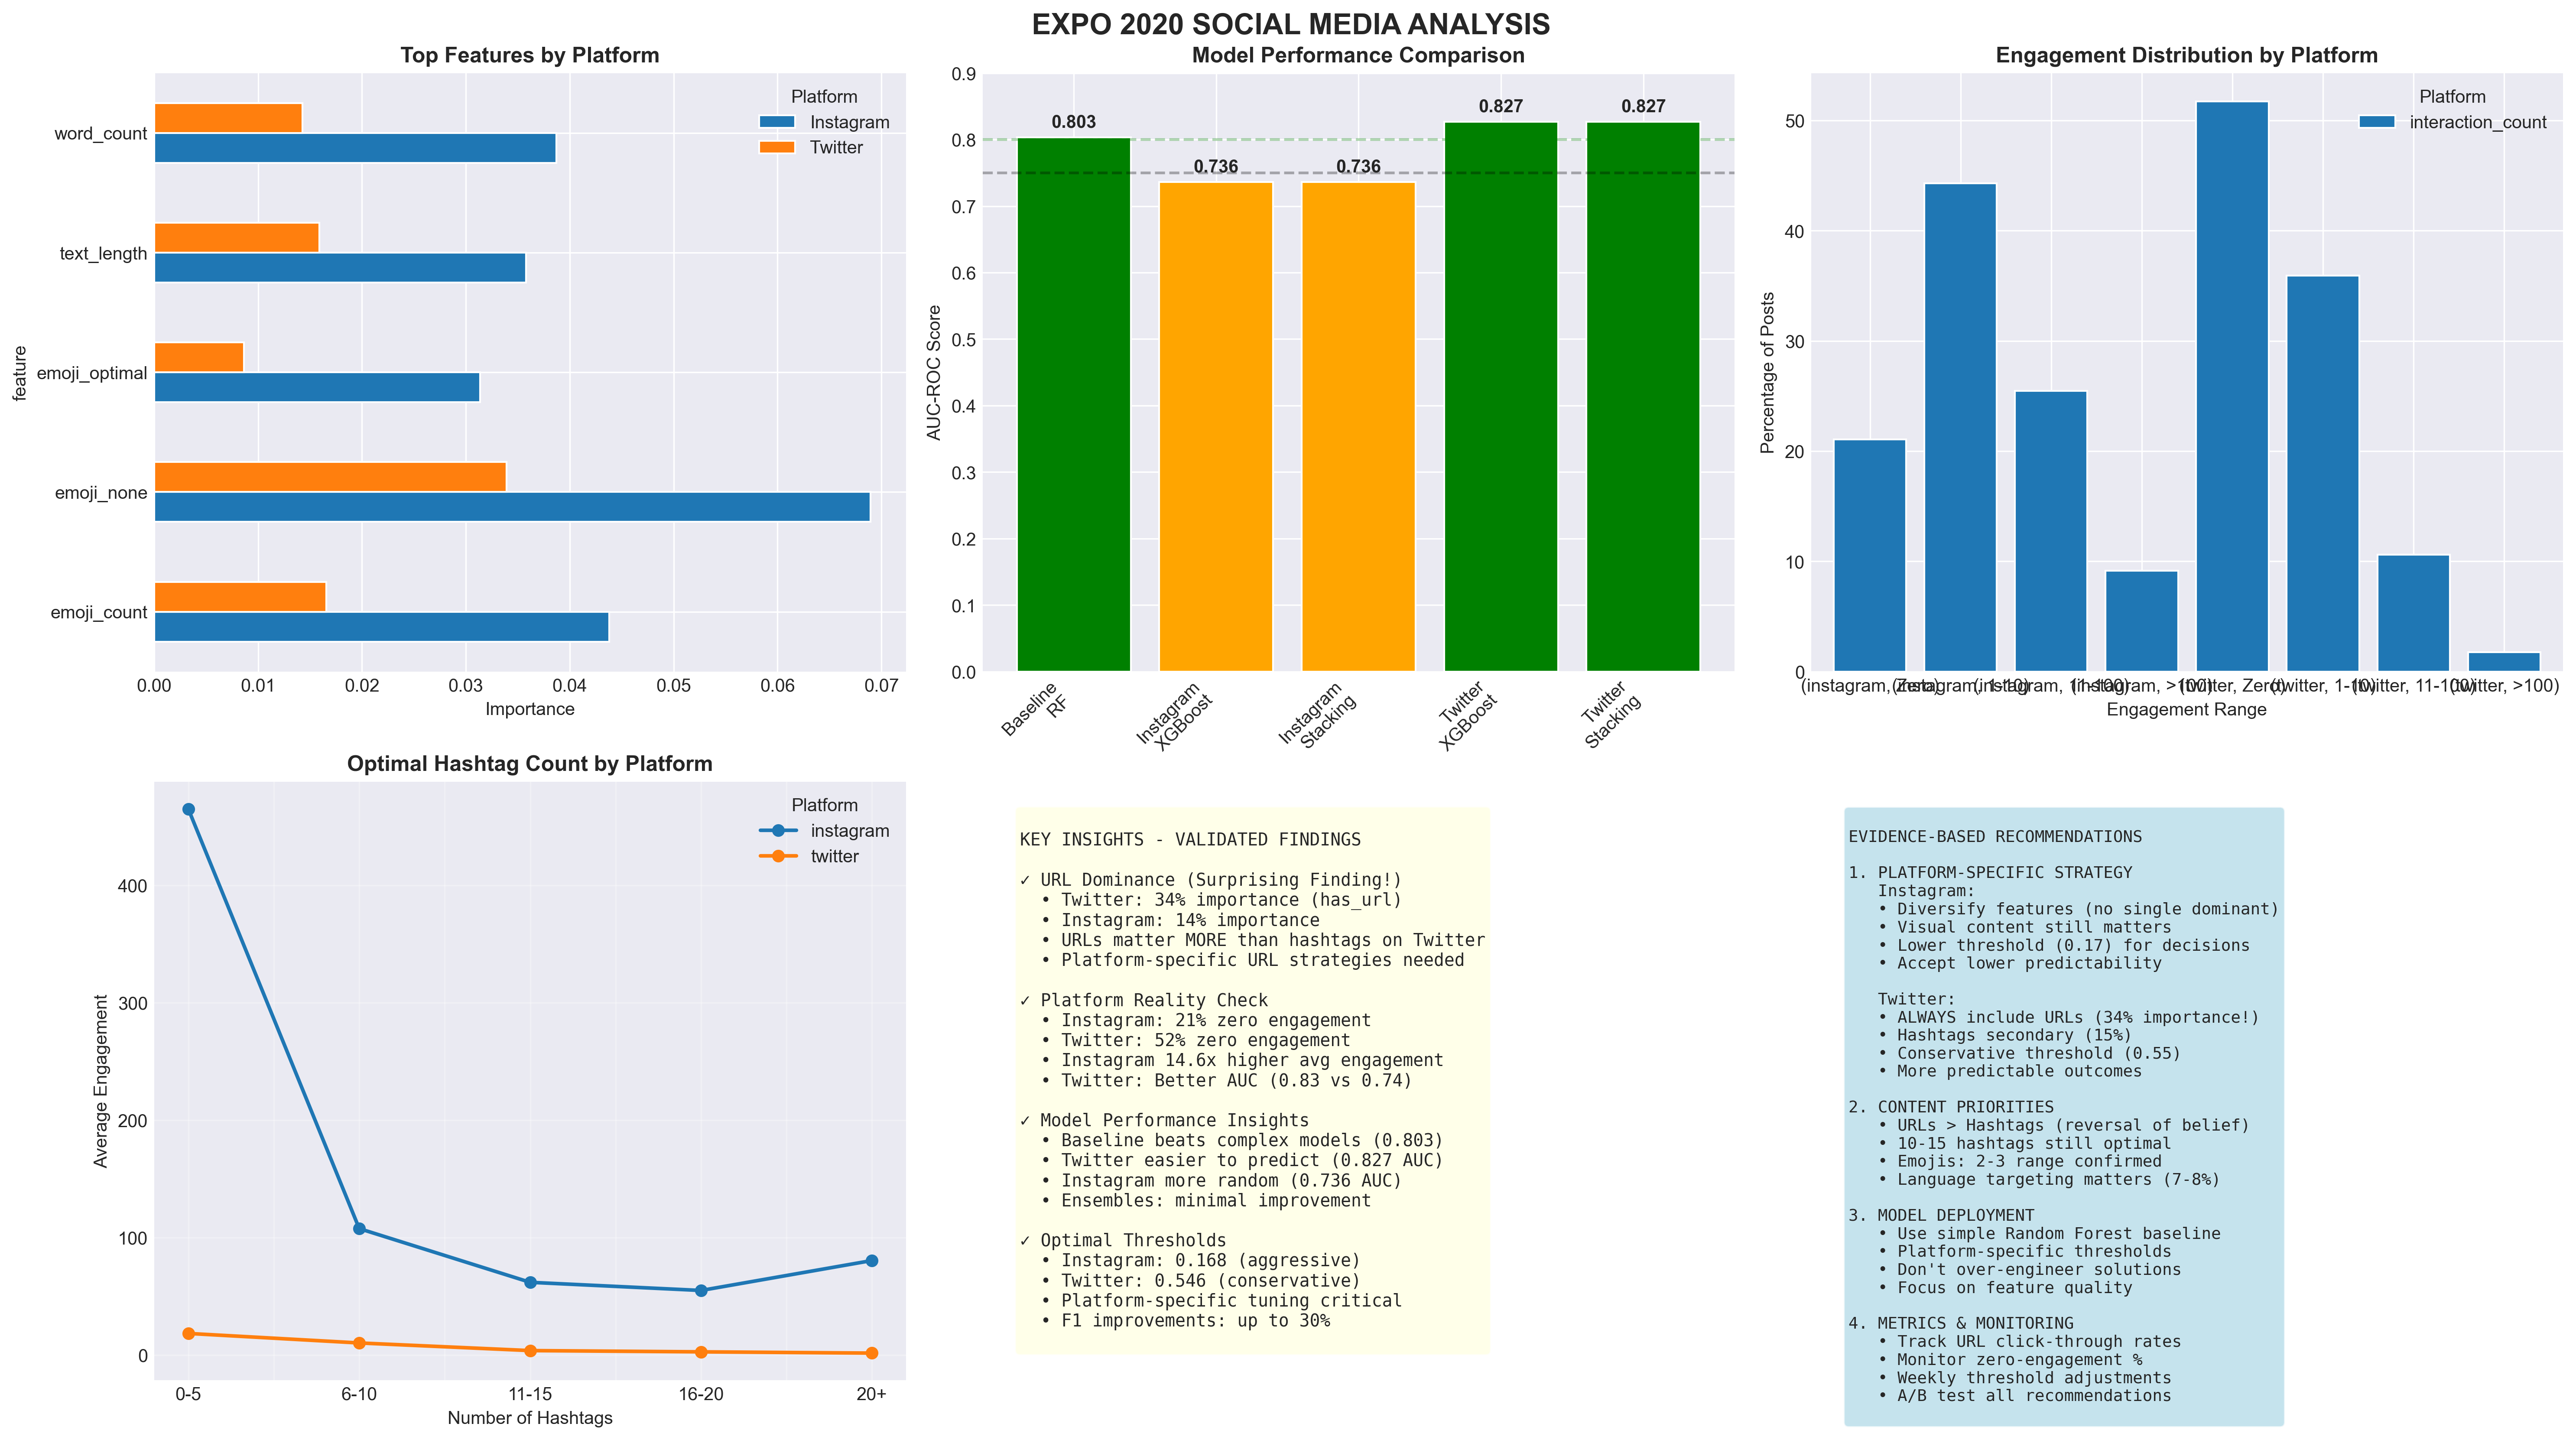 EXPO 2020 SOCIAL MEDIA ANALYSIS
Top Features by Platform
Platform
Instagram
Twitter
feature
word_count
text_length
emoji_optimal
emoji_none
emoji_count
0.00 0.01 0.02 0.03 0.04 0.05 0.06 0.07
Importance
Model Performance Comparison
AUC-ROC Score
0.9
0.8
0.7
0.6
0.5
0.4
0.3
0.2
0.1
0.0
0.803
0.736
0.736
0.827
0.827
Baseline
RF
Instagram
XGBoost
Instagram
Stacking
Twitter
XGBoost
Twitter
Stacking
Engagement Distribution by Platform
Platform
interaction_count
Percentage of Posts
50
40
30
20
10
0
(instagram, Zero) (instagram, 1-10) (instagram, 11-100) (instagram, >100) (twitter, Zero) (twitter, 1-10) (twitter, 11-100) (twitter, >100)
Engagement Range
Optimal Hashtag Count by Platform
Platform
instagram
twitter
Average Engagement
400
300
200
100
0
0-5 6-10 11-15 16-20 20+
Number of Hashtags
KEY INSIGHTS - VALIDATED FINDINGS
✓ URL Dominance (Surprising Finding!)
• Twitter: 34% importance (has_url)
• Instagram: 14% importance
• URLs matter MORE than hashtags on Twitter
• Platform-specific URL strategies needed
✓ Platform Reality Check
• Instagram: 21% zero engagement
• Twitter: 52% zero engagement
• Instagram 14.6x higher avg engagement
• Twitter: Better AUC (0.83 vs 0.74)
✓ Model Performance Insights
• Baseline beats complex models (0.803)
• Twitter easier to predict (0.827 AUC)
• Instagram more random (0.736 AUC)
• Ensembles: minimal improvement
✓ Optimal Thresholds
• Instagram: 0.168 (aggressive)
• Twitter: 0.546 (conservative)
• Platform-specific tuning critical
• F1 improvements: up to 30%
EVIDENCE-BASED RECOMMENDATIONS
1. PLATFORM-SPECIFIC STRATEGY
Instagram:
• Diversify features (no single dominant)
• Visual content still matters
• Lower threshold (0.17) for decisions
• Accept lower predictability
Twitter:
• ALWAYS include URLs (34% importance!)
• Hashtags secondary (15%)
• Conservative threshold (0.55)
• More predictable outcomes
2. CONTENT PRIORITIES
• URLs > Hashtags (reversal of belief)
• 10-15 hashtags still optimal
• Emojis: 2-3 range confirmed
• Language targeting matters (7-8%)
3. MODEL DEPLOYMENT
• Use simple Random Forest baseline
• Platform-specific thresholds
• Don't over-engineer solutions
• Focus on feature quality
4. METRICS & MONITORING
• Track URL click-through rates
• Monitor zero-engagement %
• Weekly threshold adjustments
• A/B test all recommendations